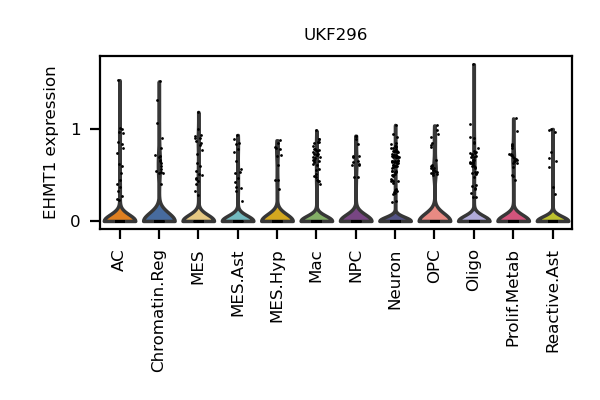 UKF296
EHMT1 expression
1
0
AC
Chromatin.Reg
MES
MES.Ast
MES.Hyp
Mac
NPC
Neuron
OPC
Oligo
Prolif.Metab
Reactive.Ast